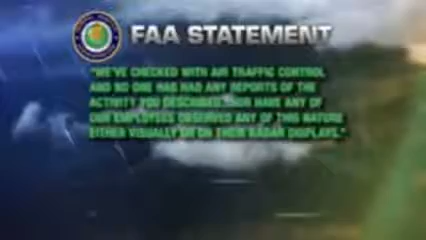 FAA STATEMENT
"WE'VE CHECKED WITH AIR TRAFFIC CONTROL
AND NO ONE HAS HAD ANY REPORTS OF THE
ACTIVITY YOU DESCRIBED. NOR HAVE ANY OF
OUR EMPLOYEES OBSERVED ANY OF THIS NATURE
EITHER VISUALLY OR ON THEIR RADAR DISPLAYS."